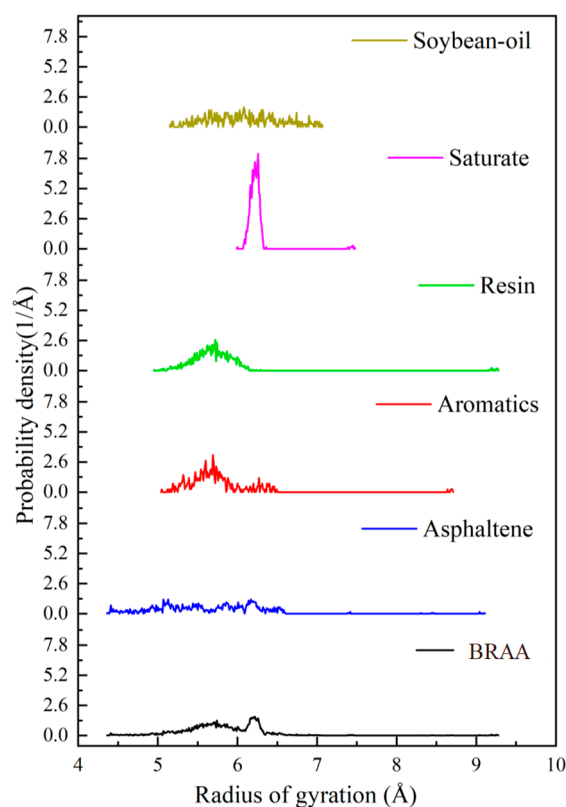 Probability density(1/Å)
7.8
5.2
2.6
0.0
Soybean-oil
7.8
5.2
2.6
0.0
Saturate
7.8
5.2
2.6
0.0
Resin
7.8
5.2
2.6
0.0
Aromatics
7.8
5.2
2.6
0.0
Asphaltene
7.8
5.2
2.6
0.0
BRAA
4 5 6 7 8 9 10
Radius of gyration (Å)